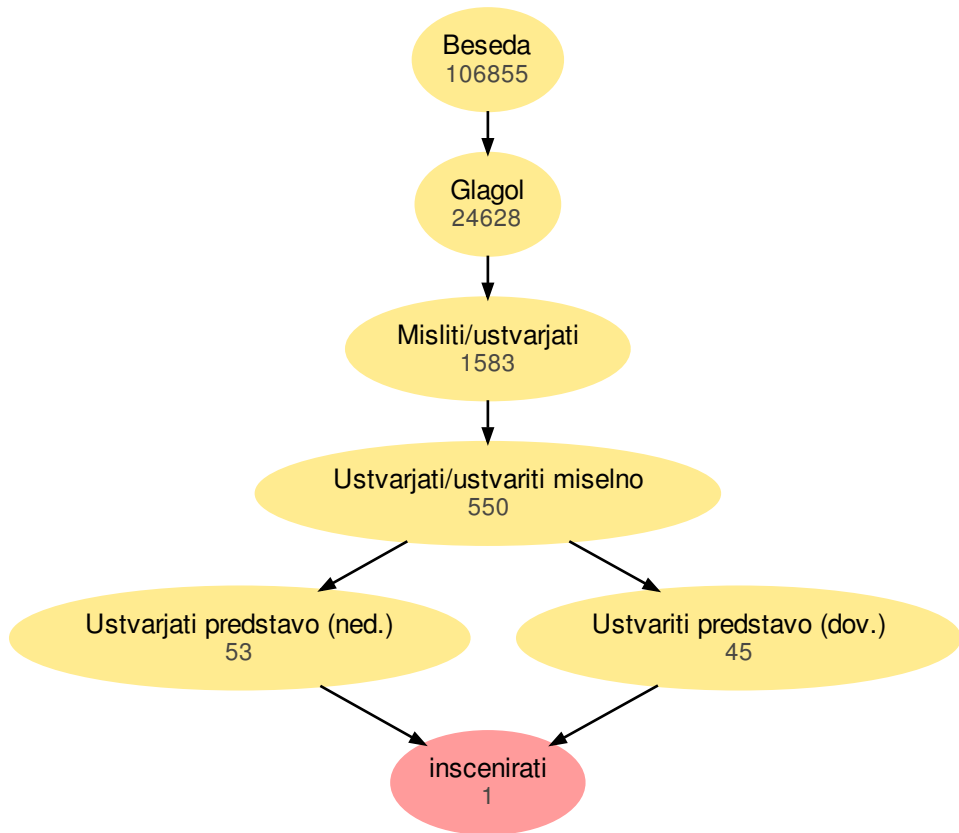 Beseda
106855
Glagol
24628
Misliti/ustvarjati
1583
Ustvarjati/ustvariti miselno
550
Ustvarjati predstavo (ned.)
53
Ustvariti predstavo (dov.)
45
inscenirati
1